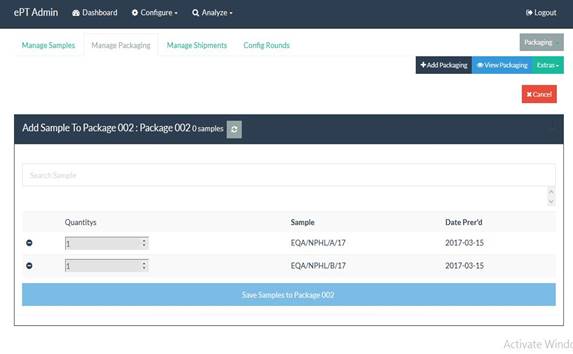 ePT Admin Dashboard Configure Analyze Logout
Manage Samples Manage Packaging Manage Shipments Config Rounds Packaging
Add Packaging View Packaging Extras
Cancel
Add Sample To Package 002 : Package 002 0 samples
Search Sample
Quantitys Sample Date Prer'd
1 EQA/NPHL/A/17 2017-03-15
1 EQA/NPHL/B/17 2017-03-15
Save Samples to Package 002
Activate Windo